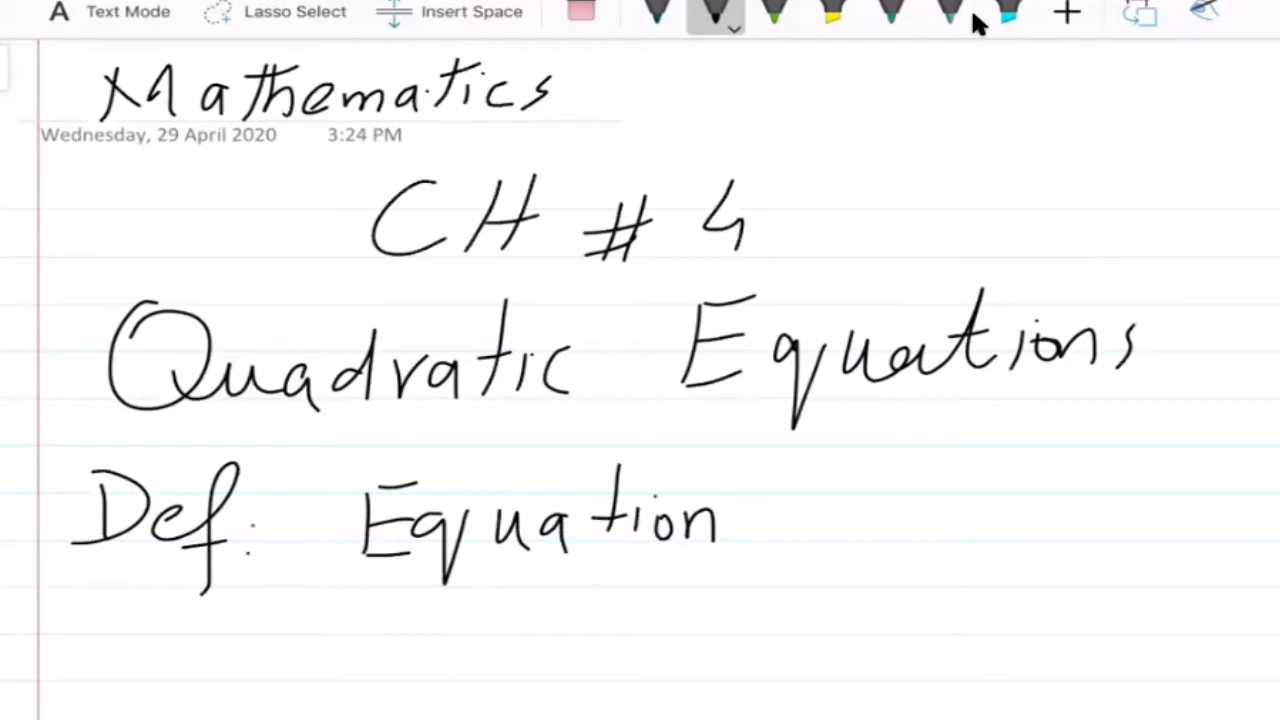 A Text Mode Lasso Select Insert Space
Mathematics
Wednesday, 29 April 2020 3:24 PM
CH # 4
Quadratic Equations
Def: Equation